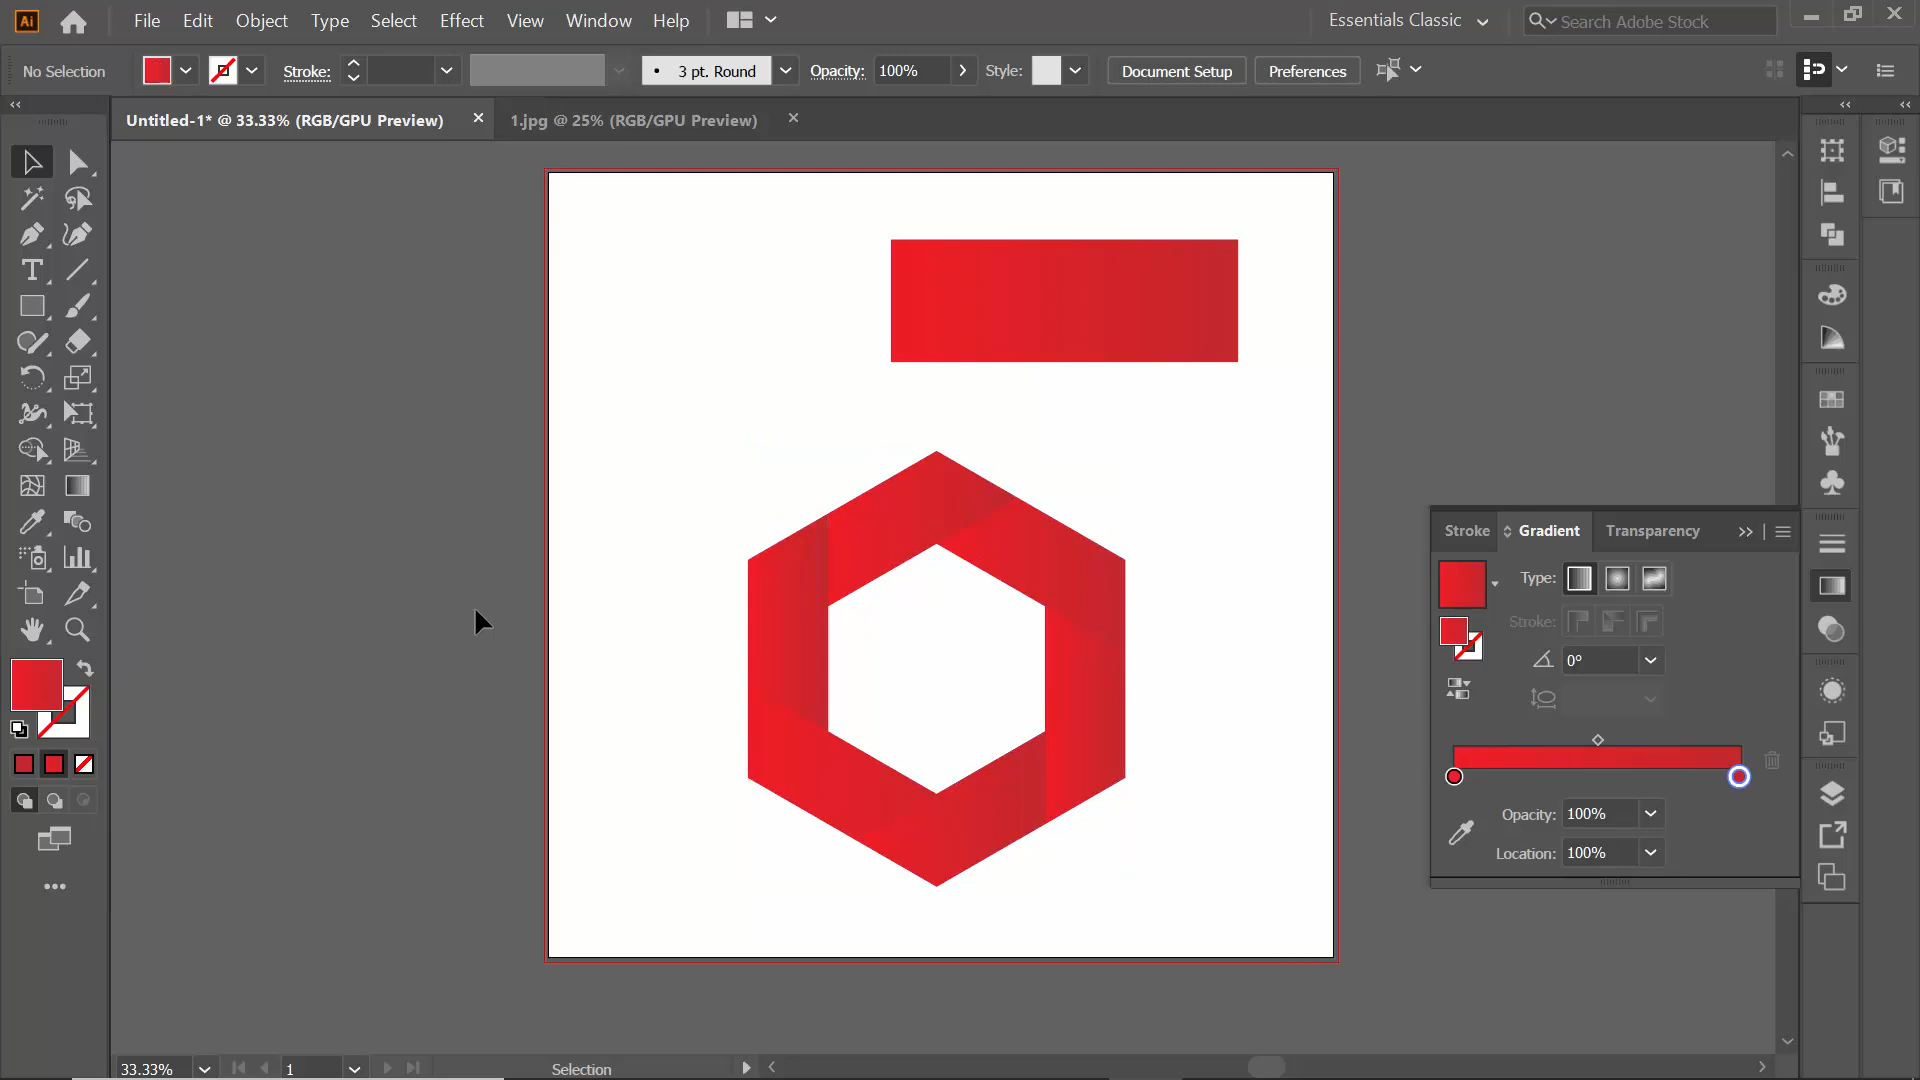 Ai File Edit Object Type Select Effect View Window Help Essentials Classic Search Adobe Stock
No Selection Stroke: 3 pt. Round Opacity: 100% Style: Document Setup Preferences
Untitled-1* @ 33.33% (RGB/GPU Preview) 1.jpg @ 25% (RGB/GPU Preview)
Stroke Gradient Transparency
Type:
Stroke:
0°
Opacity: 100%
Location: 100%
33.33% 1 Selection